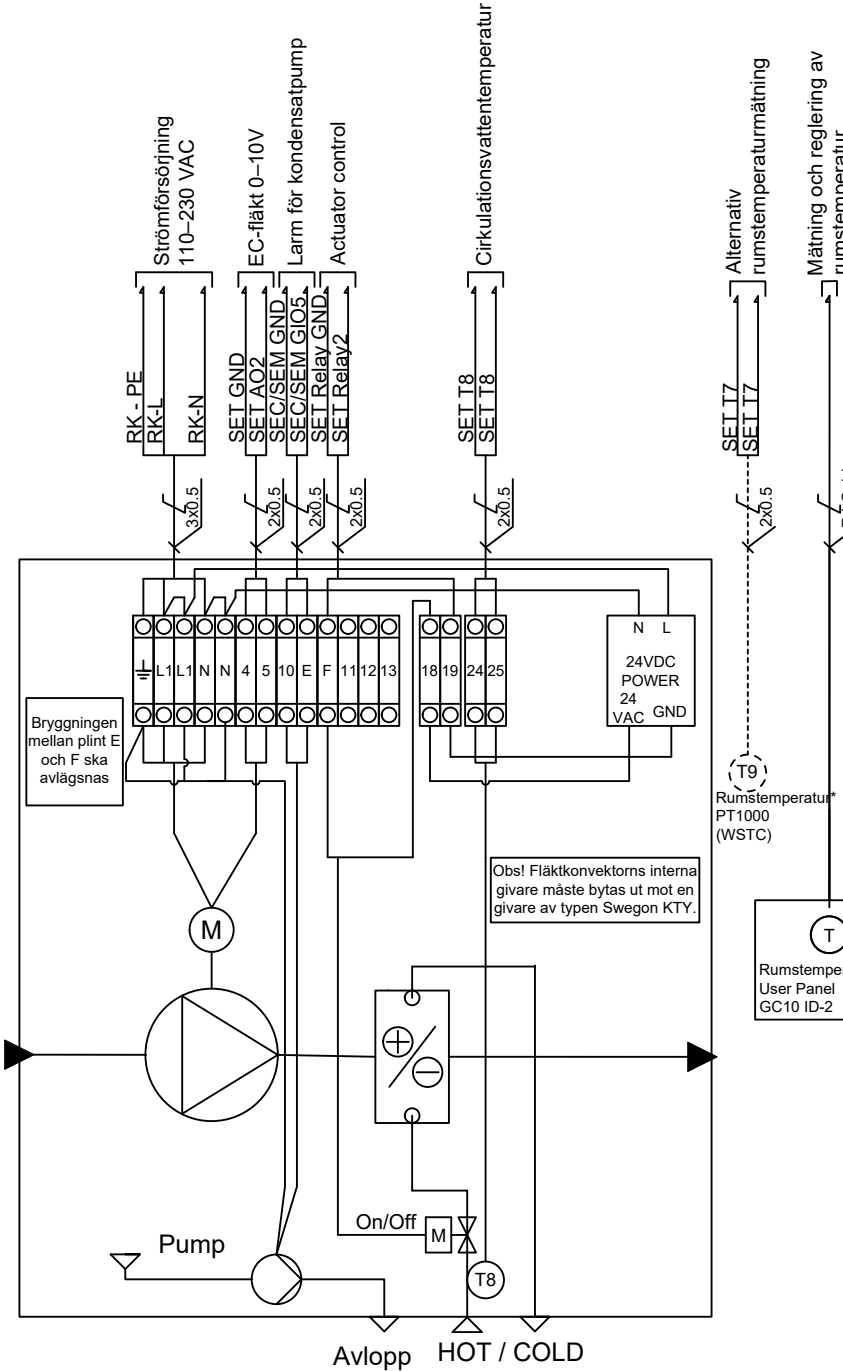 Strömförsörjning
110–230 VAC
EC-fläkt 0–10V
Larm för kondensatpump
Actuator control
Cirkulationsvattentemperatur
Alternativ
rumstemperaturmätning
Mätning och reglering av
rumstemperatur
RK - PE
RK-L
RK-N
SET GND
SET AO2
SEC/SEM GND
SEC/SEM GIO5
SET Relay GND
SET Relay2
SET T8
SET T8
SET T7
SET T7
3x0.5
2x0.5
2x0.5
2x0.5
2x0.5
2x0.5
L1
L1
N
N
4
5
10
E
F
11
12
13
18
19
24
25
N L
24VDC
POWER
24
VAC GND
Bryggningen
mellan plint E
och F ska
avlägsnas
T9
Rumstemperatur*
PT1000
(WSTC)
Obs! Fläktkonvektorns interna
givare måste bytas ut mot en
givare av typen Swegon KTY.
M
T
User Panel
GC10 ID-2
On/Off
M
Pump
T8
Avlopp
HOT / COLD